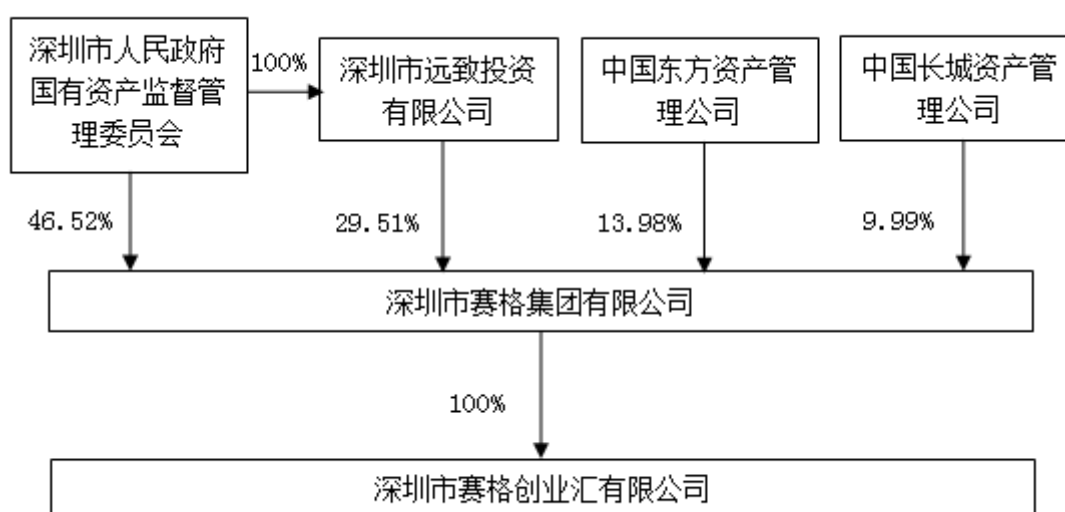 深圳市人民政府
国有资产监督管
理委员会
100%
深圳市远致投资
有限公司
中国东方资产管
理公司
中国长城资产管
理公司
46.52%
29.51%
13.98%
9.99%
深圳市赛格集团有限公司
100%
深圳市赛格创业汇有限公司